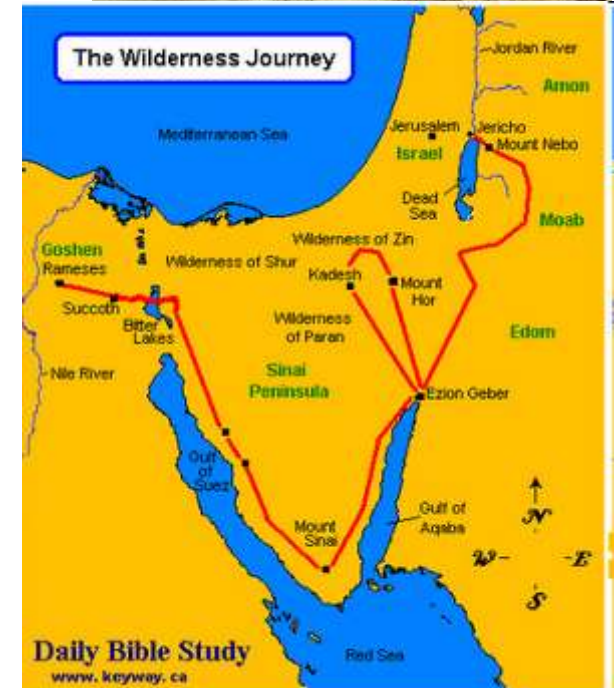 The Wilderness Journey
Jordan River
Amon
Mediterranean Sea
Jerusalem
Jericho
Mount Nebo
Israel
Dead
Sea
Moab
Goshen
Rameses
Wilderness of Shur
Wilderness of Zin
Kadesh
Mount
Hor
Succoth
Bitter
Lakes
Wilderness
of Paran
Edom
Nile River
Sinai
Peninsula
Ezion Geber
Gulf
of
Suez
Gulf of
Aqaba
Mount
Sinai
N
W
E
S
Daily Bible Study
www.keyway.ca
Red Sea